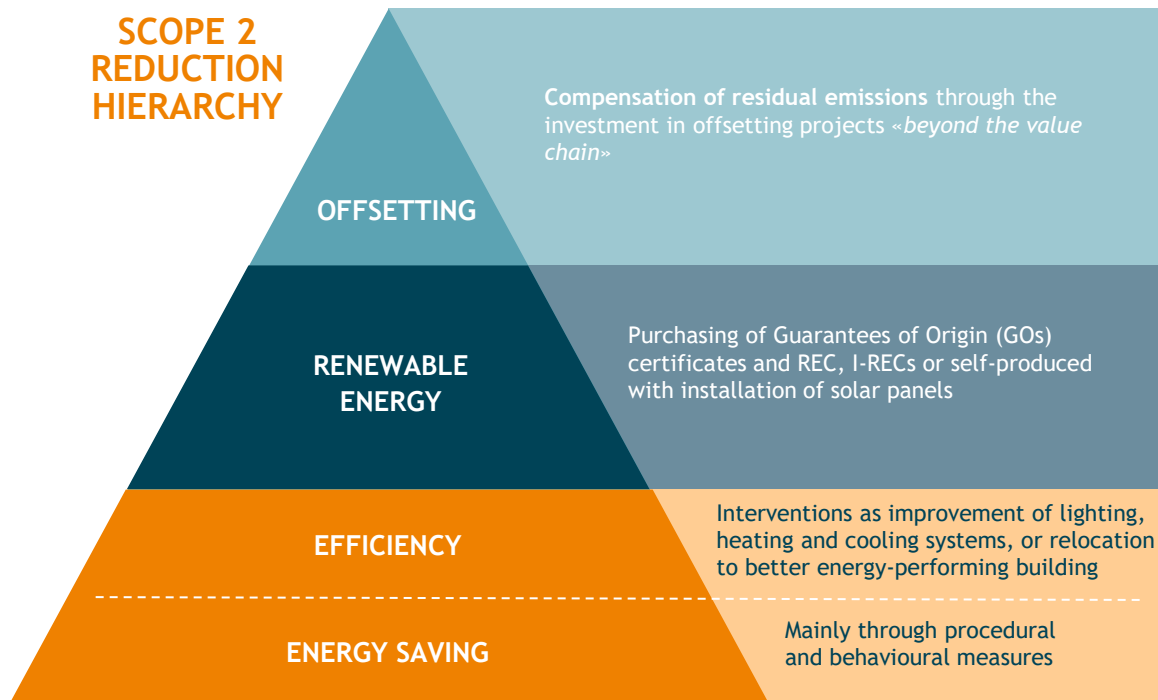 SCOPE 2
REDUCTION
HIERARCHY
Compensation of residual emissions through the
investment in offsetting projects «beyond the value
chain»
OFFSETTING
Purchasing of Guarantees of Origin (GOs)
certificates and REC, I-RECs or self-produced
with installation of solar panels
RENEWABLE
ENERGY
Interventions as improvement of lighting,
heating and cooling systems, or relocation
to better energy-performing building
EFFICIENCY
Mainly through procedural
and behavioural measures
ENERGY SAVING